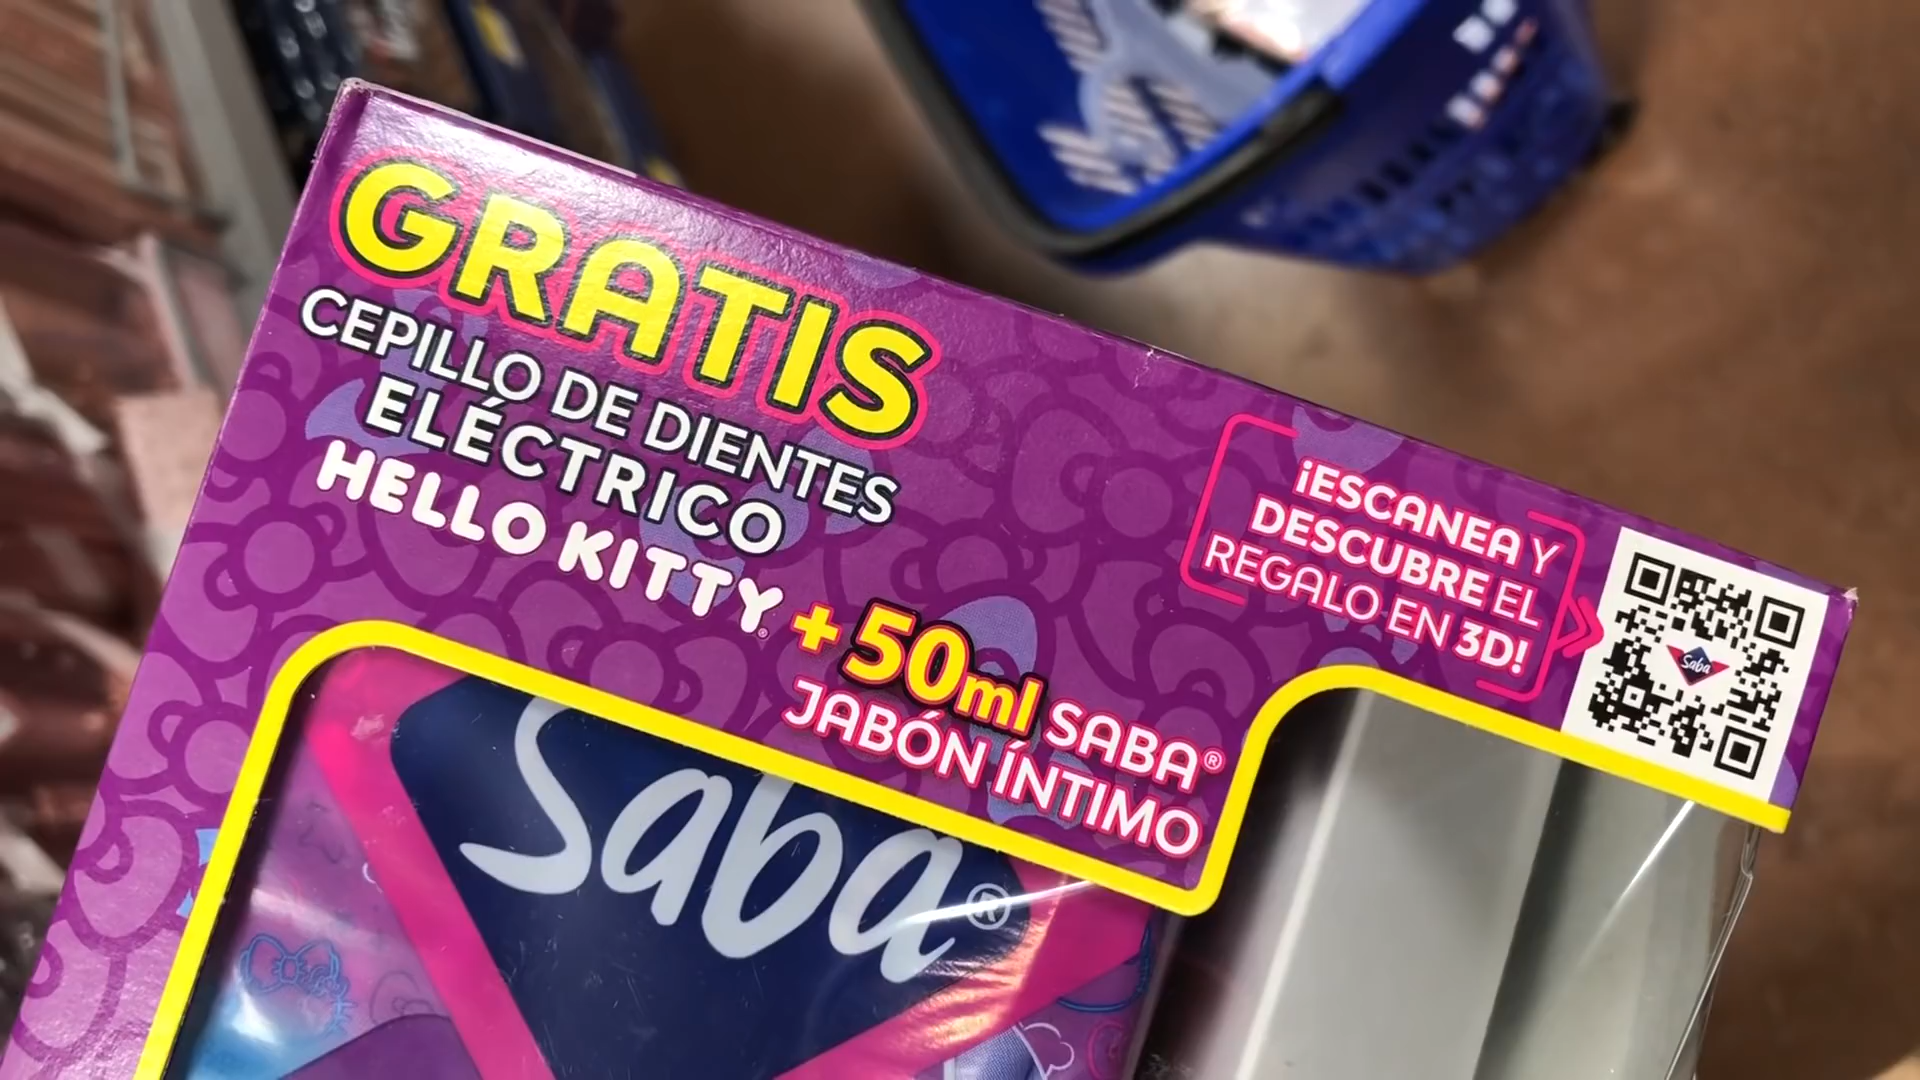 GRATIS
CEPILLO DE DIENTES
ELÉCTRICO
HELLO KITTY®
+ 50ml SABA®
JABÓN ÍNTIMO
¡ESCANEA Y
DESCUBRE EL
REGALO EN 3D!
Saba
Saba®